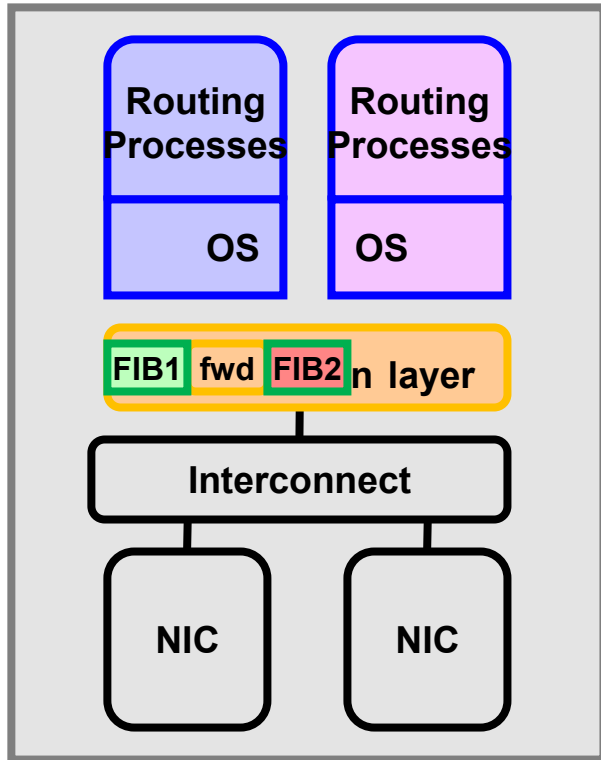 Routing
Processes
Routing
Processes
OS
OS
FIB1 fwd FIB2 n layer
Interconnect
NIC
NIC